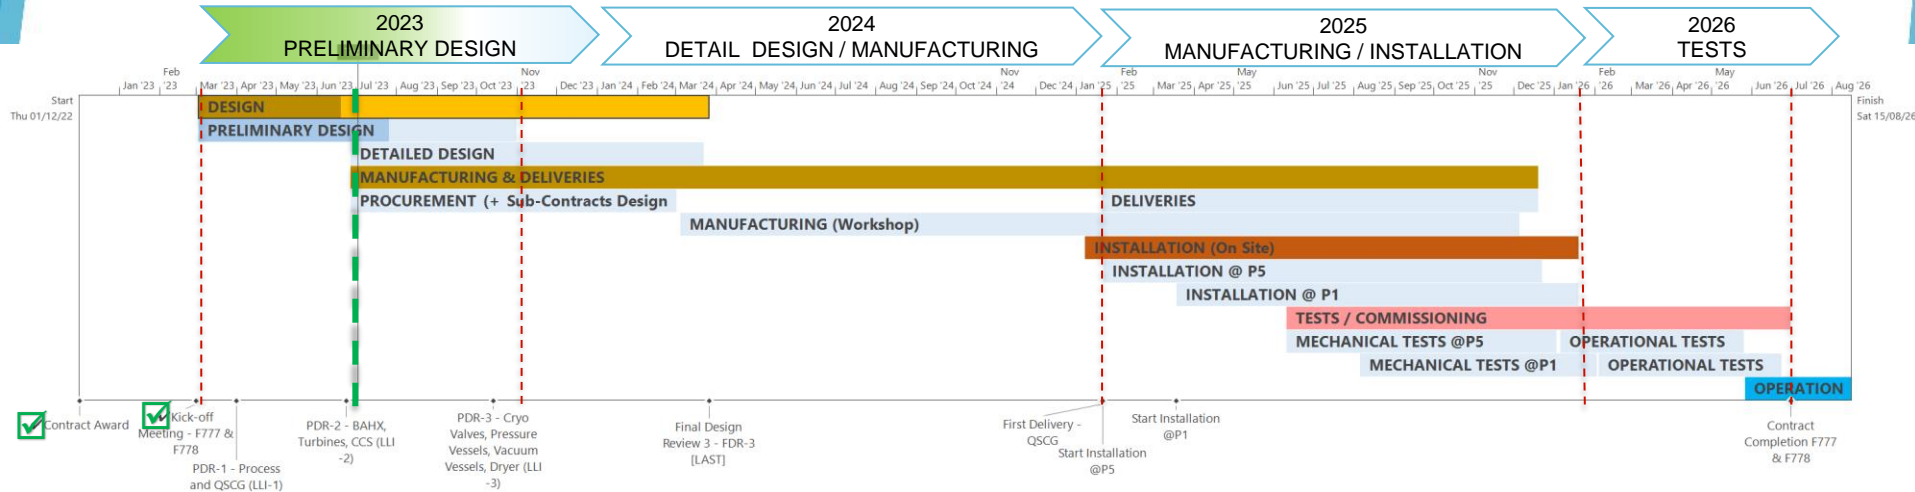 2023
PRELIMINARY DESIGN
2024
DETAIL DESIGN / MANUFACTURING
2025
MANUFACTURING / INSTALLATION
2026
TESTS
Jan '23 Feb '23 Mar '23 Apr '23 May '23 Jun '23 Jul '23 Aug '23 Sep '23 Oct '23 Nov '23 Dec '23 Jan '24 Feb '24 Mar '24 Apr '24 May '24 Jun '24 Jul '24 Aug '24 Sep '24 Oct '24 Nov '24 Dec '24 Jan '25 Feb '25 Mar '25 Apr '25 May '25 Jun '25 Jul '25 Aug '25 Sep '25 Oct '25 Nov '25 Dec '25 Jan '26 Feb '26 Mar '26 Apr '26 May '26 Jun '26 Jul '26 Aug '26
Start
Thu 01/12/22
Finish
Sat 15/08/26
DESIGN
PRELIMINARY DESIGN
DETAILED DESIGN
MANUFACTURING & DELIVERIES
PROCUREMENT (+ Sub-Contracts Design
DELIVERIES
MANUFACTURING (Workshop)
INSTALLATION (On Site)
INSTALLATION @ P5
INSTALLATION @ P1
TESTS / COMMISSIONING
MECHANICAL TESTS @P5
OPERATIONAL TESTS
MECHANICAL TESTS @P1
OPERATIONAL TESTS
OPERATION
Contract Award
Kick-off
Meeting - F777 &
F778
PDR-1 - Process
and QSCG (LLI-1)
PDR-2 - BAHX,
Turbines, CCS (LLI
-2)
PDR-3 - Cryo
Valves, Pressure
Vessels, Vacuum
Vessels, Dryer (LLI
-3)
Final Design
Review 3 - FDR-3
[LAST]
First Delivery -
QSCG
Start Installation
@P5
Start Installation
@P1
Contract
Completion F777
& F778